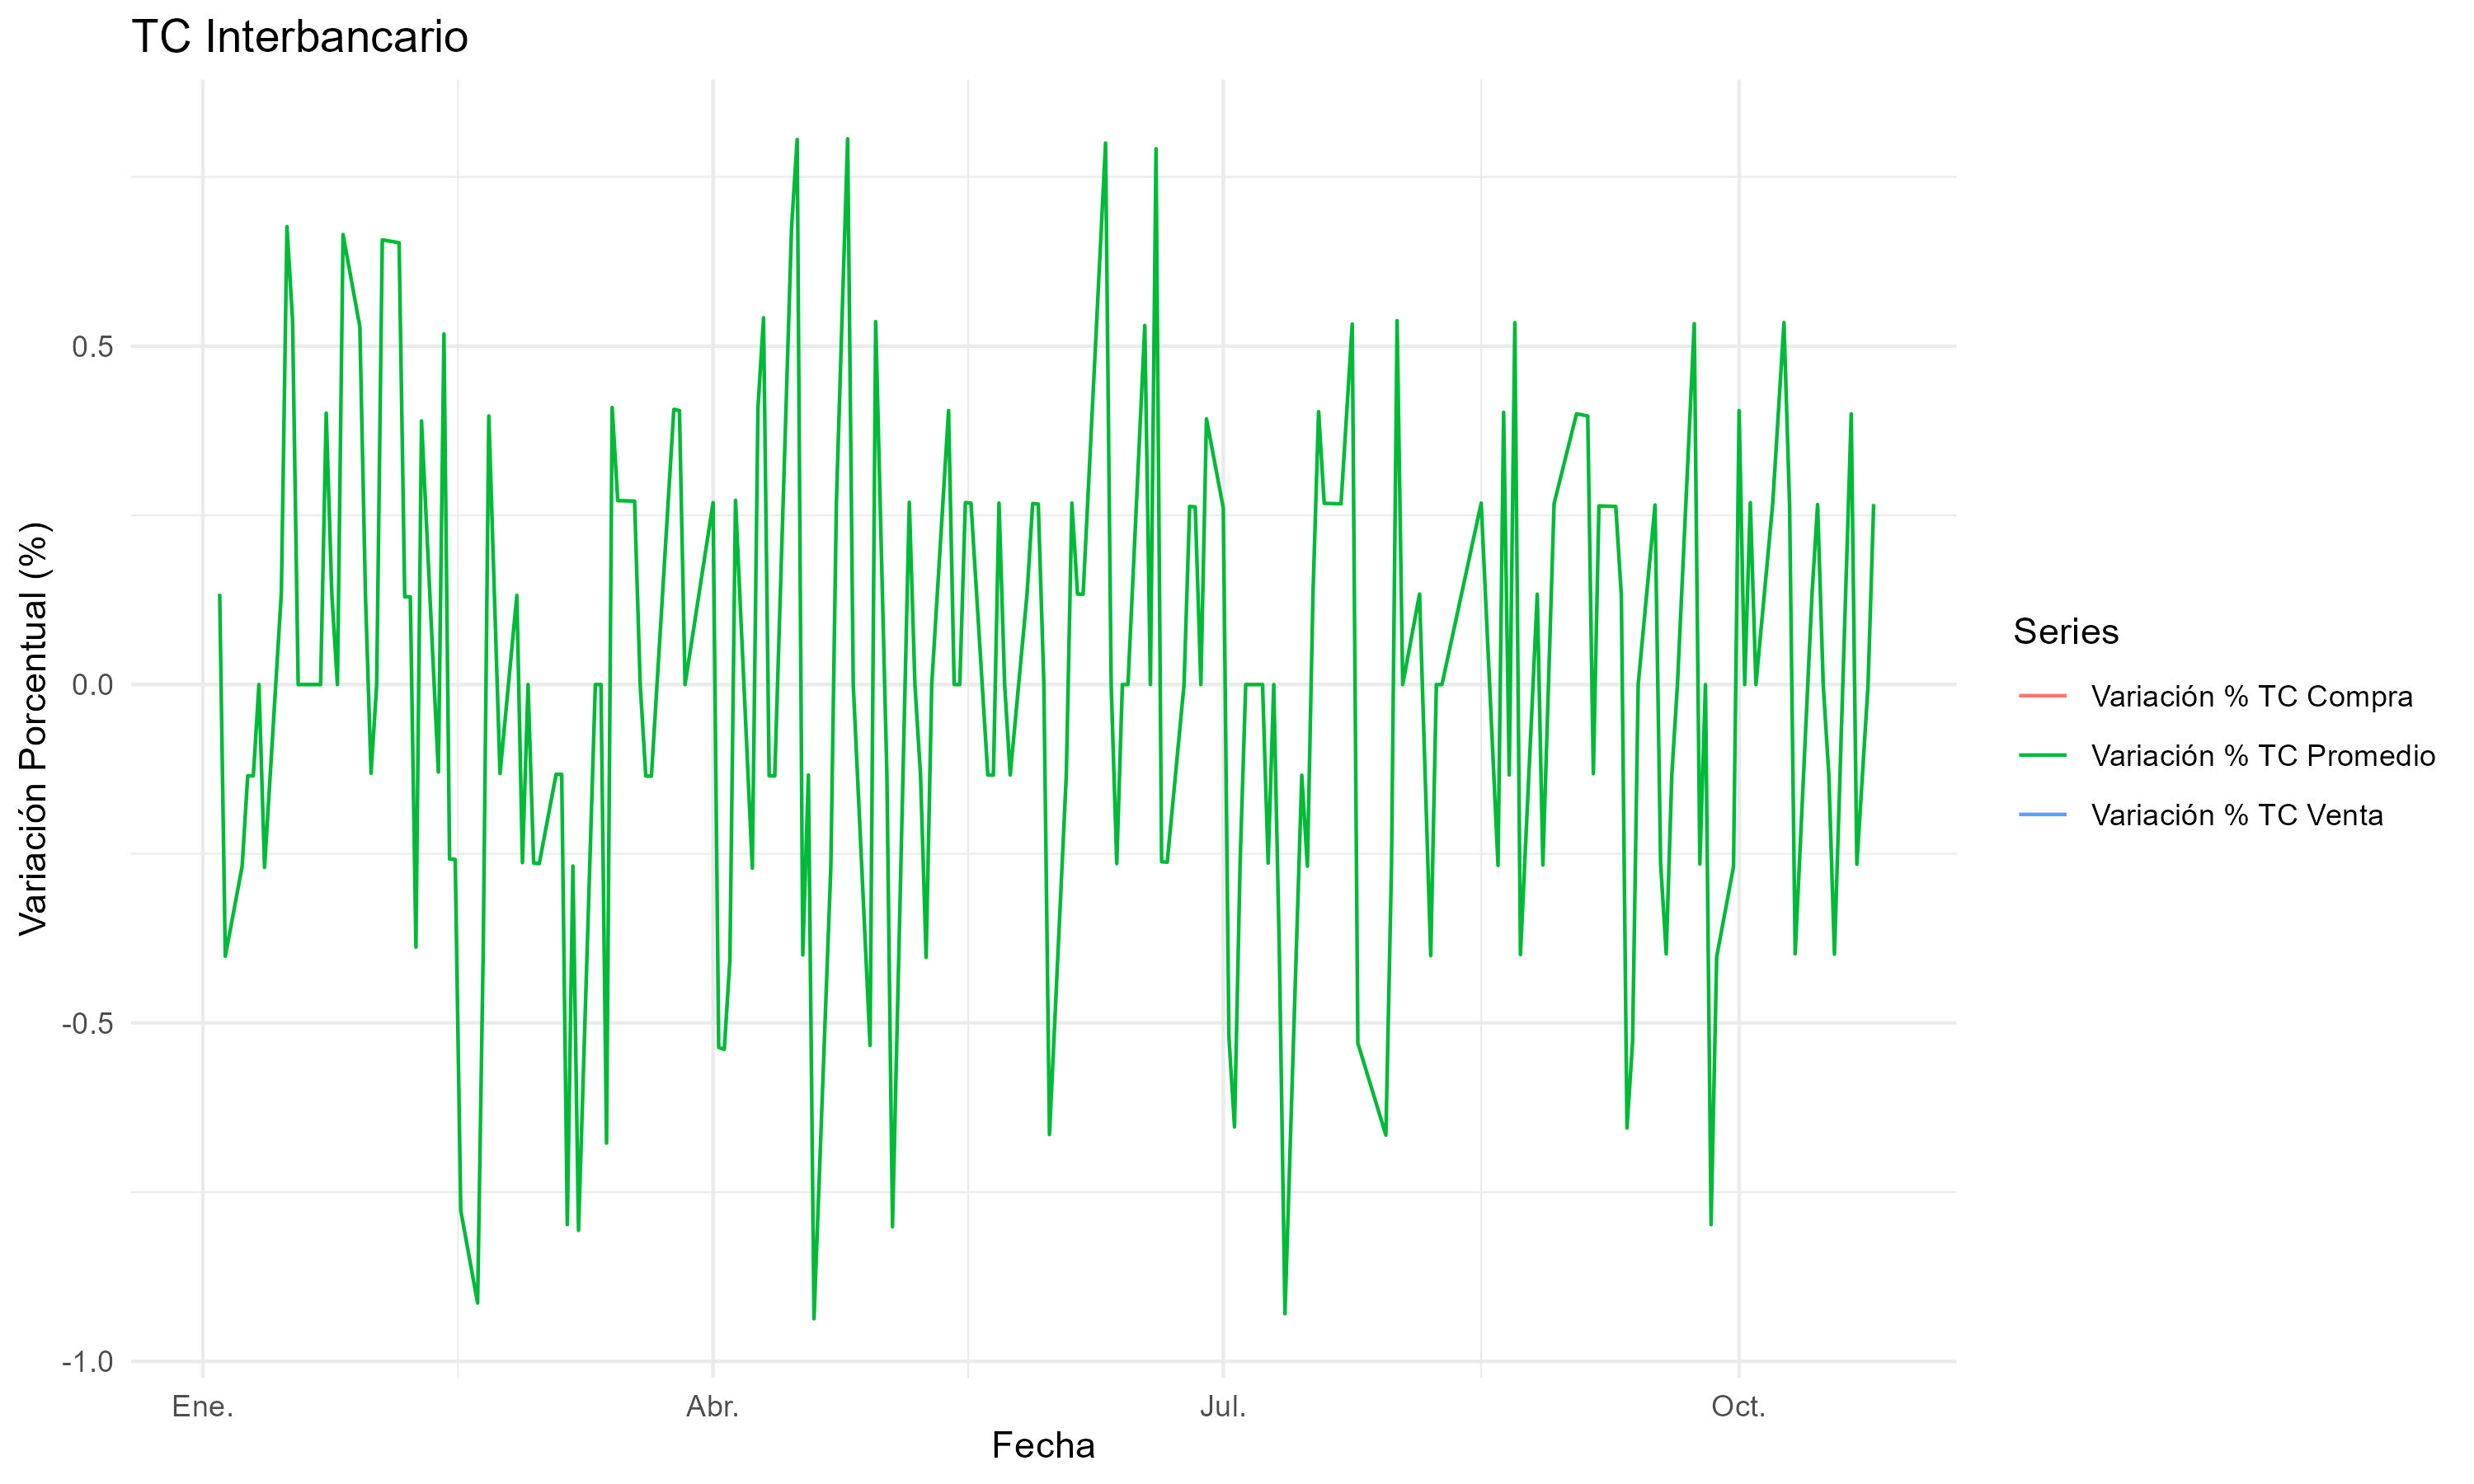 TC Interbancario
Variación Porcentual (%)
0.5
0.0
-0.5
-1.0
Ene.
Abr.
Jul.
Oct.
Fecha
Series
Variación % TC Compra
Variación % TC Promedio
Variación % TC Venta